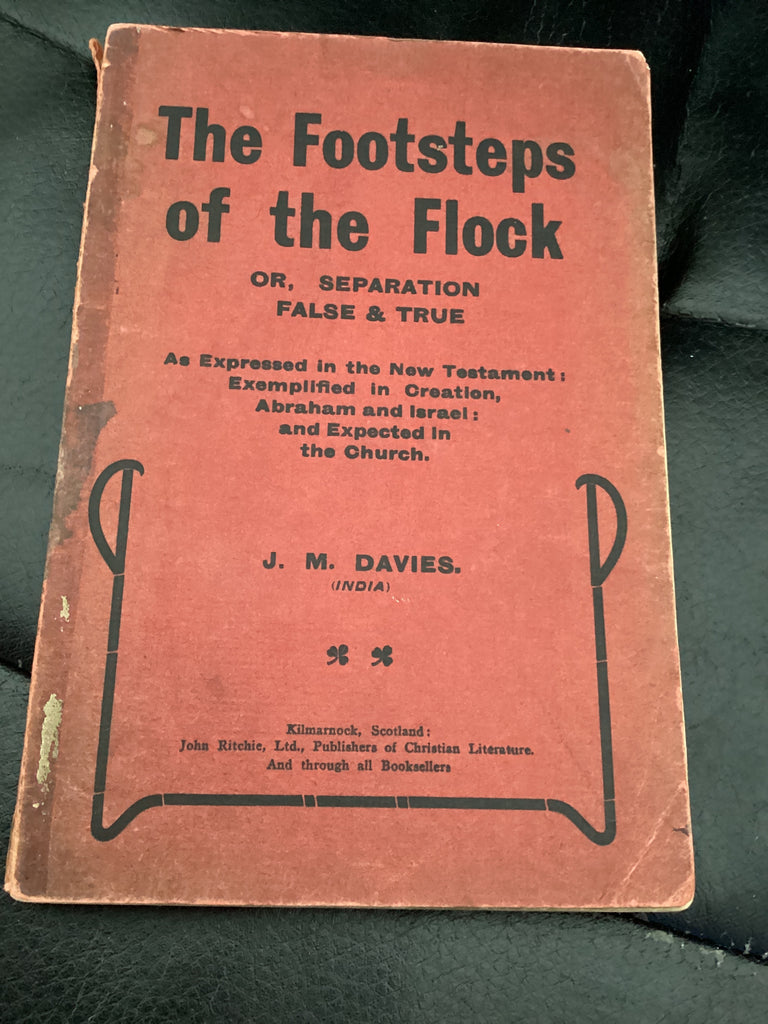 The Footsteps
of the Flock
OR, SEPARATION
FALSE & TRUE
As Expressed in the New Testament:
Exemplified in Creation,
Abraham and Israel:
and Expected in
the Church.
J. M. DAVIES.
(INDIA)
Kilmarnock, Scotland:
John Ritchie, Ltd., Publishers of Christian Literature.
And through all Booksellers